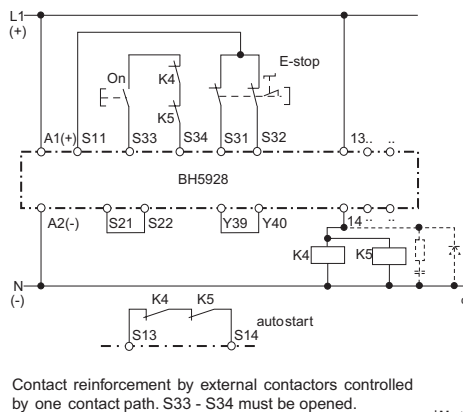 L1
(+)
E-stop
On
K4
K5
A1(+) S11 S33 S34 S31 S32 13.. ..
BH5928
A2(-) S21 S22 Y39 Y40 14.. ..
K4 K5
N
(-)
K4 K5
autostart
S13 S14
Contact reinforcement by external contactors controlled
by one contact path. S33 - S34 must be opened.